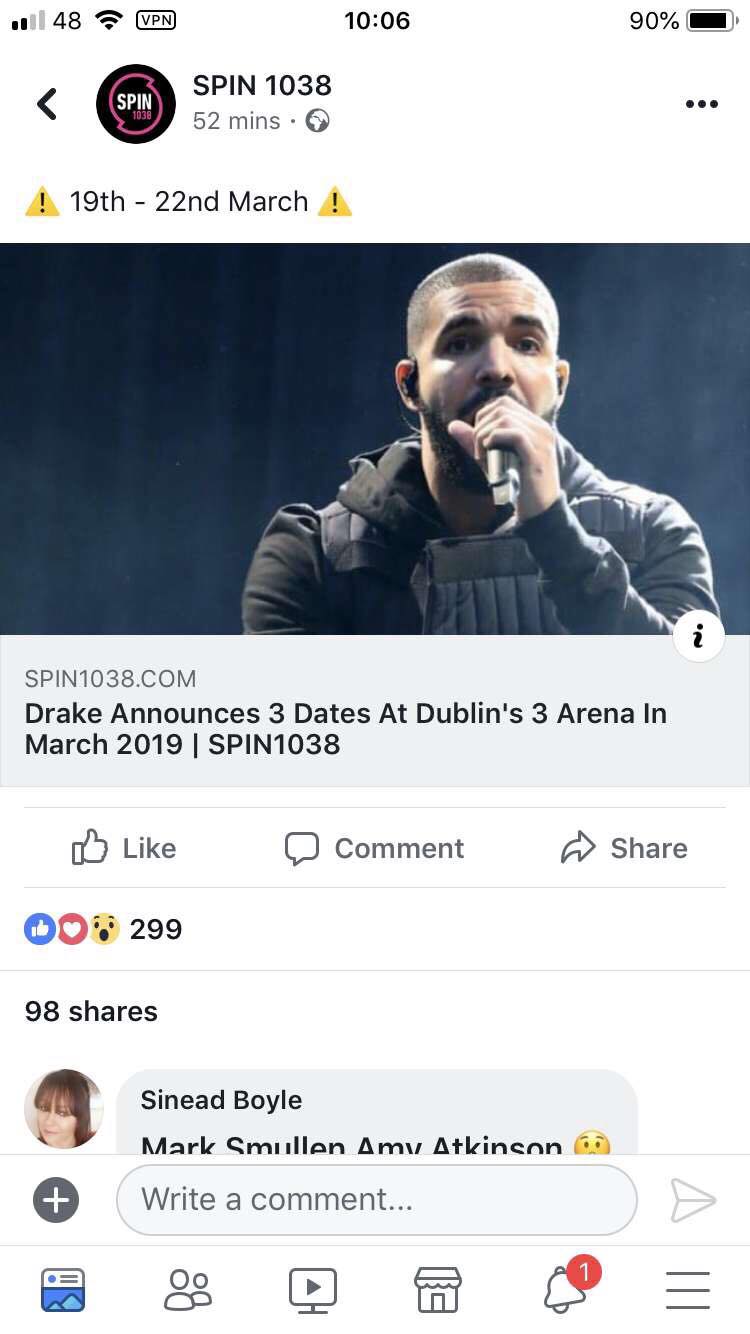 48 VPN 10:06 90%
SPIN 1038
SPIN
1038
52 mins ·
19th - 22nd March
SPIN1038.COM
Drake Announces 3 Dates At Dublin's 3 Arena In
March 2019 | SPIN1038
Like Comment Share
299
98 shares
Sinead Boyle
Mark Smullen Amy Atkinson
Write a comment...
1